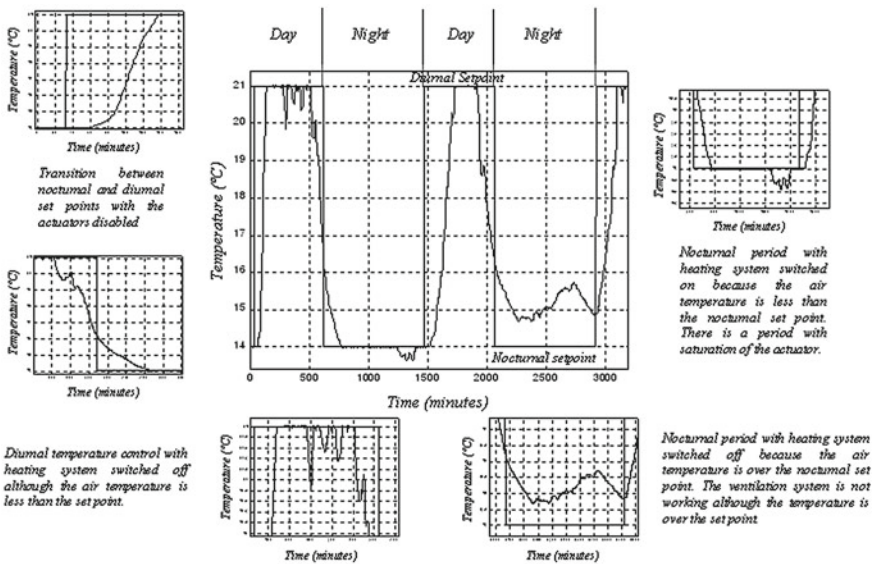 Day
Night
Day
Night
Diurnal Setpoint
21
20
19
18
17
16
15
14
Nocturnal setpoint
0
500
1000
1500
2000
2500
3000
Time (minutes)
Temperature (ºC)
Temperature (ºC)
Time (minutes)
Transition between
nocturnal and diurnal
set points with the
actuators disabled
Temperature (ºC)
Time (minutes)
Diurnal temperature control with
heating system switched off
although the air temperature is
less than the set point.
Temperature (ºC)
Time (minutes)
Temperature (ºC)
Time (minutes)
Temperature (ºC)
Time (minutes)
Nocturnal period with
heating system switched
on because the air
temperature is less than
the nocturnal set point.
There is a period with
saturation of the actuator.
Nocturnal period with heating system
switched off because the air
temperature is over the nocturnal set
point. The ventilation system is not
working although the temperature is
over the set point